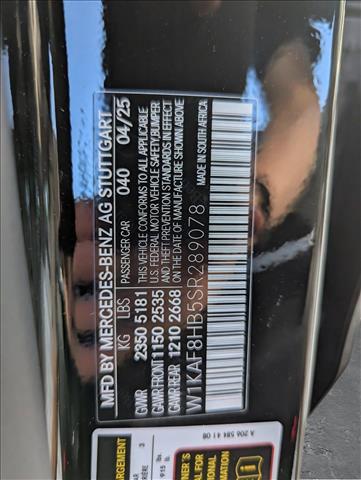 MFD BY MERCEDES-BENZ AG STUTTGART
PASSENGER CAR 040 04/25
KG LBS
GVWR 2350 5181
GAWR FRONT 1150 2535
GAWR REAR 1210 2668
THIS VEHICLE CONFORMS TO ALL APPLICABLE
U.S. FEDERAL MOTOR VEHICLE SAFETY, BUMPER
AND THEFT PREVENTION STANDARDS IN EFFECT
ON THE DATE OF MANUFACTURE SHOWN ABOVE.
W1KAF8HB5SR289078
MADE IN SOUTH AFRICA
A 206 584 41 08
3
915 lbs